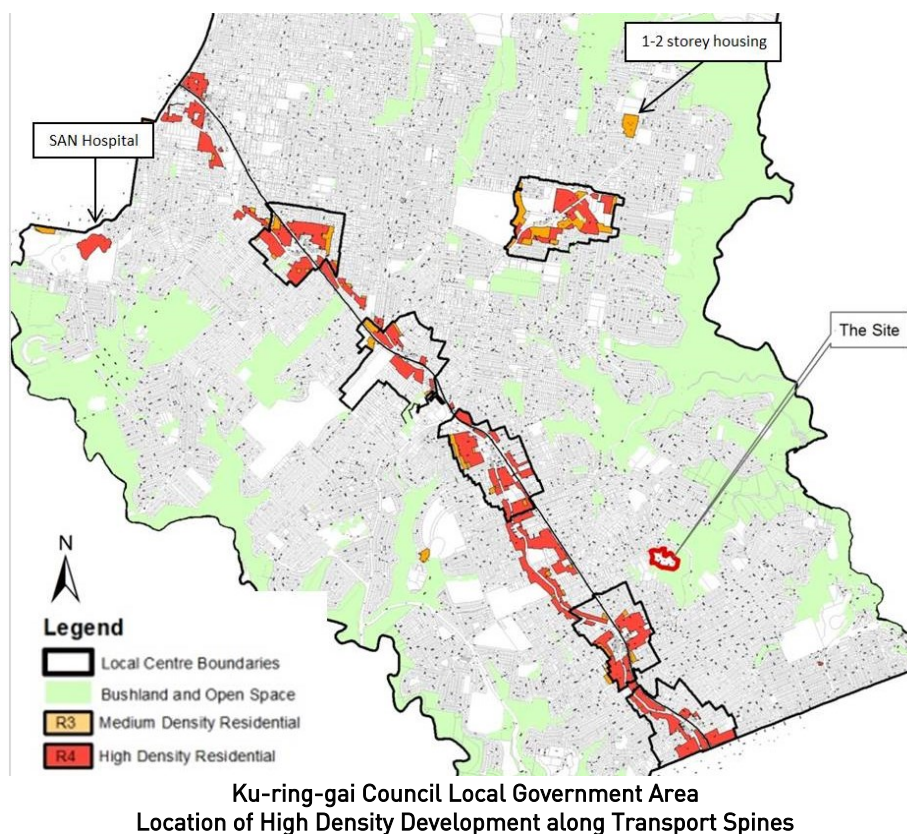 1-2 storey housing
SAN Hospital
The Site
N
Legend
Local Centre Boundaries
Bushland and Open Space
R3 Medium Density Residential
R4 High Density Residential
Ku-ring-gai Council Local Government Area
Location of High Density Development along Transport Spines